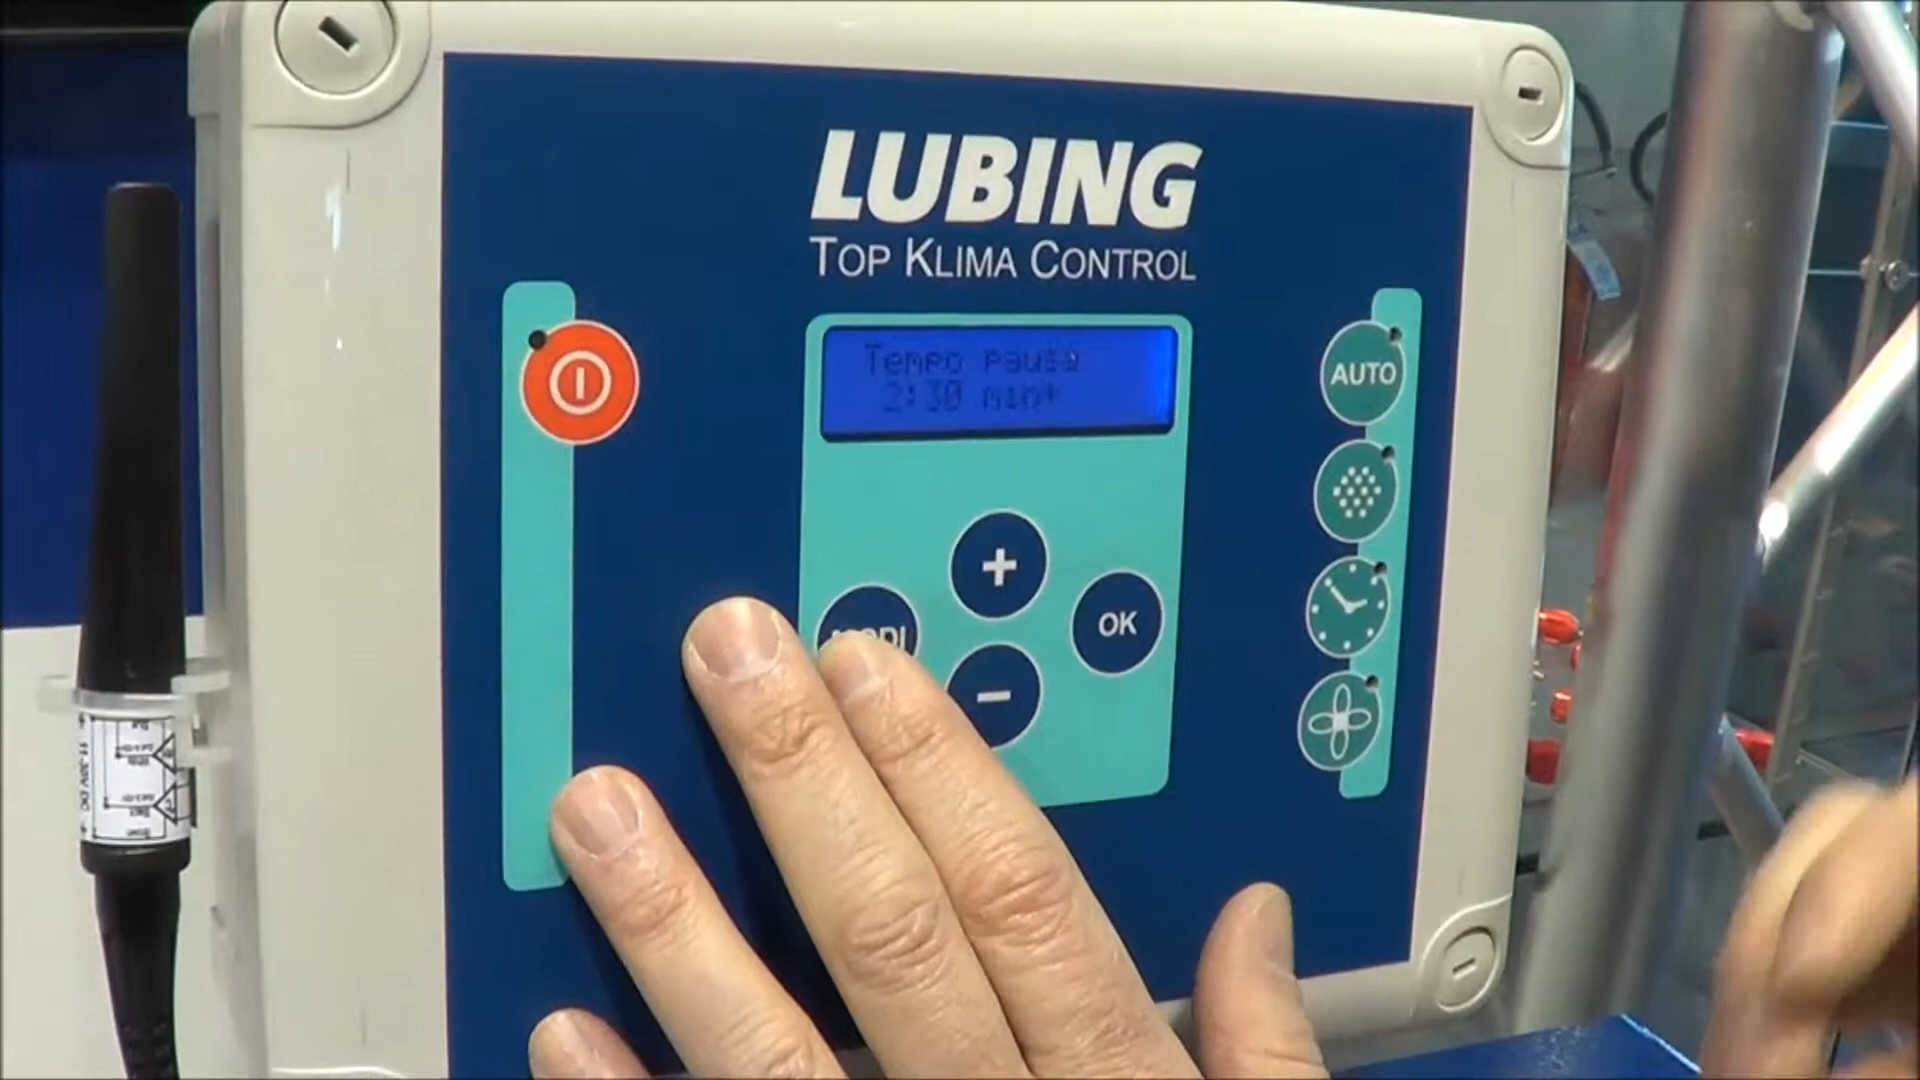 LUBING
TOP KLIMA CONTROL
Tempo pausa
2:30 min*
AUTO
+
OK
-